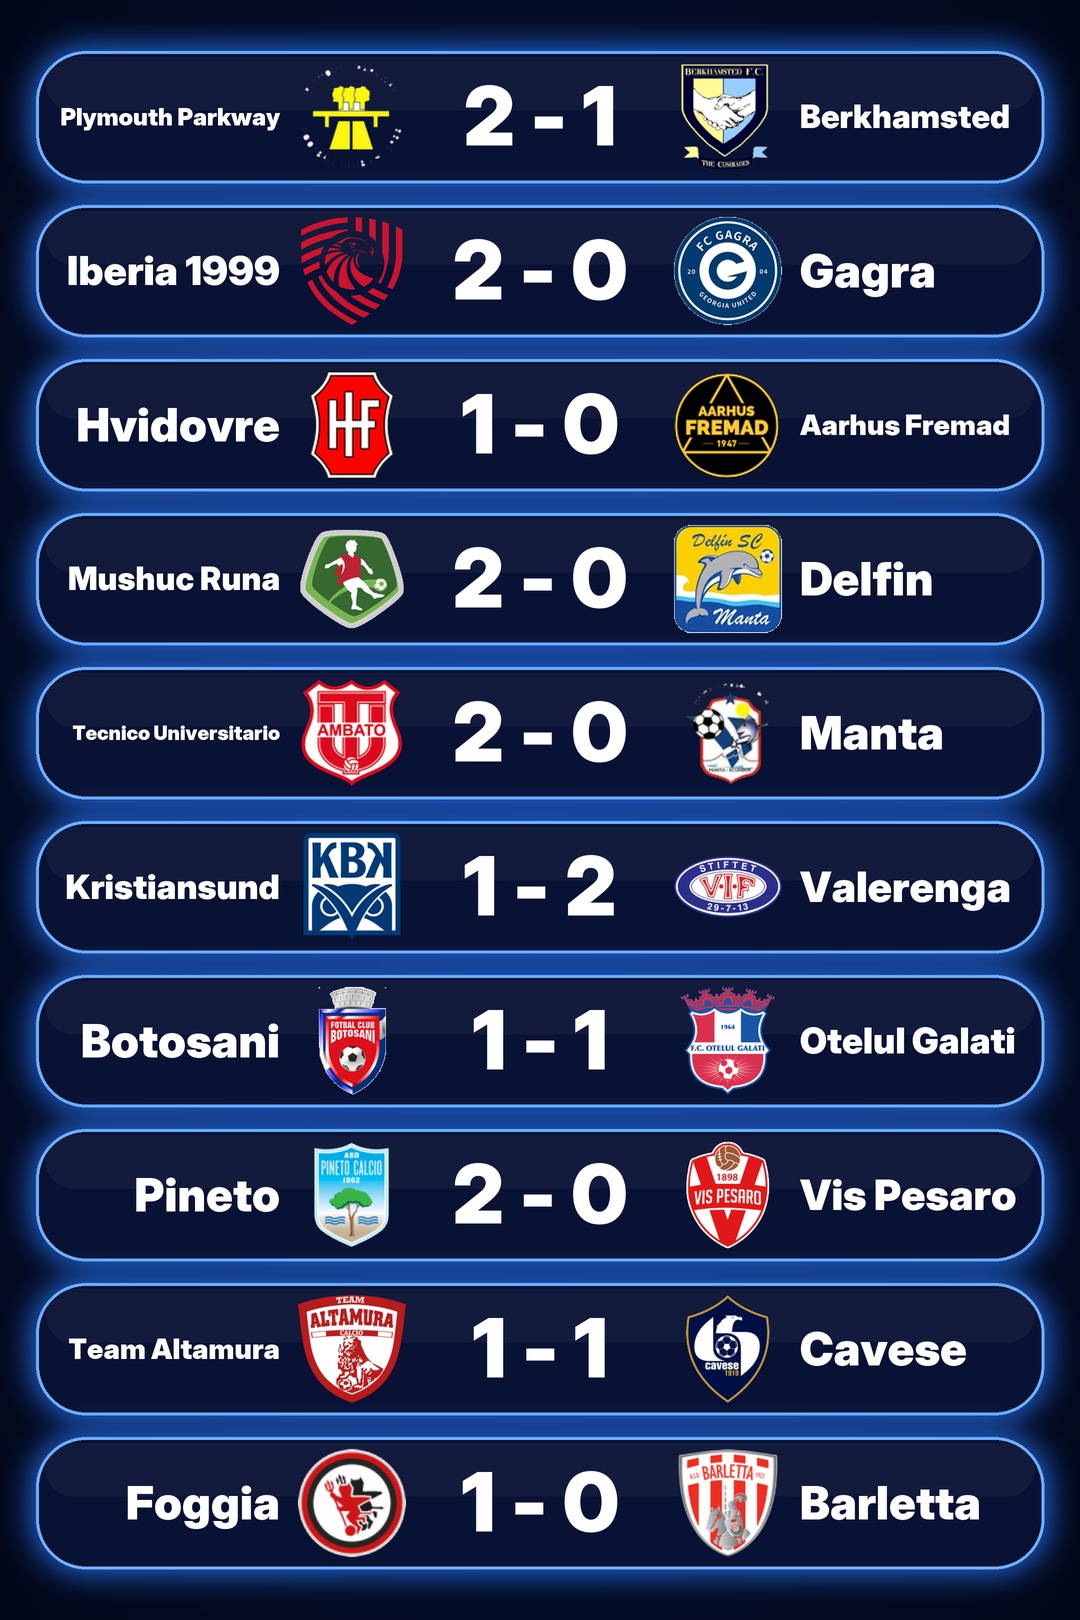 Plymouth Parkway 2 - 1 BERKHAMSTED F.C. THE COMRADES Berkhamsted
Iberia 1999 2 - 0 FC GAGRA 20 04 GEORGIA UNITED Gagra
Hvidovre HIF 1 - 0 AARHUS FREMAD 1947 Aarhus Fremad
Mushuc Runa 2 - 0 Delfin SC Manta Delfin
Tecnico Universitario AMBATO 2 - 0 Manta
Kristiansund KBK 1 - 2 STIFTET V·I·F 29-7-13 Valerenga
Botosani FOTBAL CLUB BOTOSANI 1 - 1 1964 F.C. OTELUL GALATI Otelul Galati
Pineto ASD PINETO CALCIO 1962 2 - 0 1898 VIS PESARO Vis Pesaro
Team Altamura TEAM ALTAMURA CALCIO 1 - 1 cavese 1919 Cavese
Foggia 1 - 0 A.S.D. BARLETTA 1922 Barletta